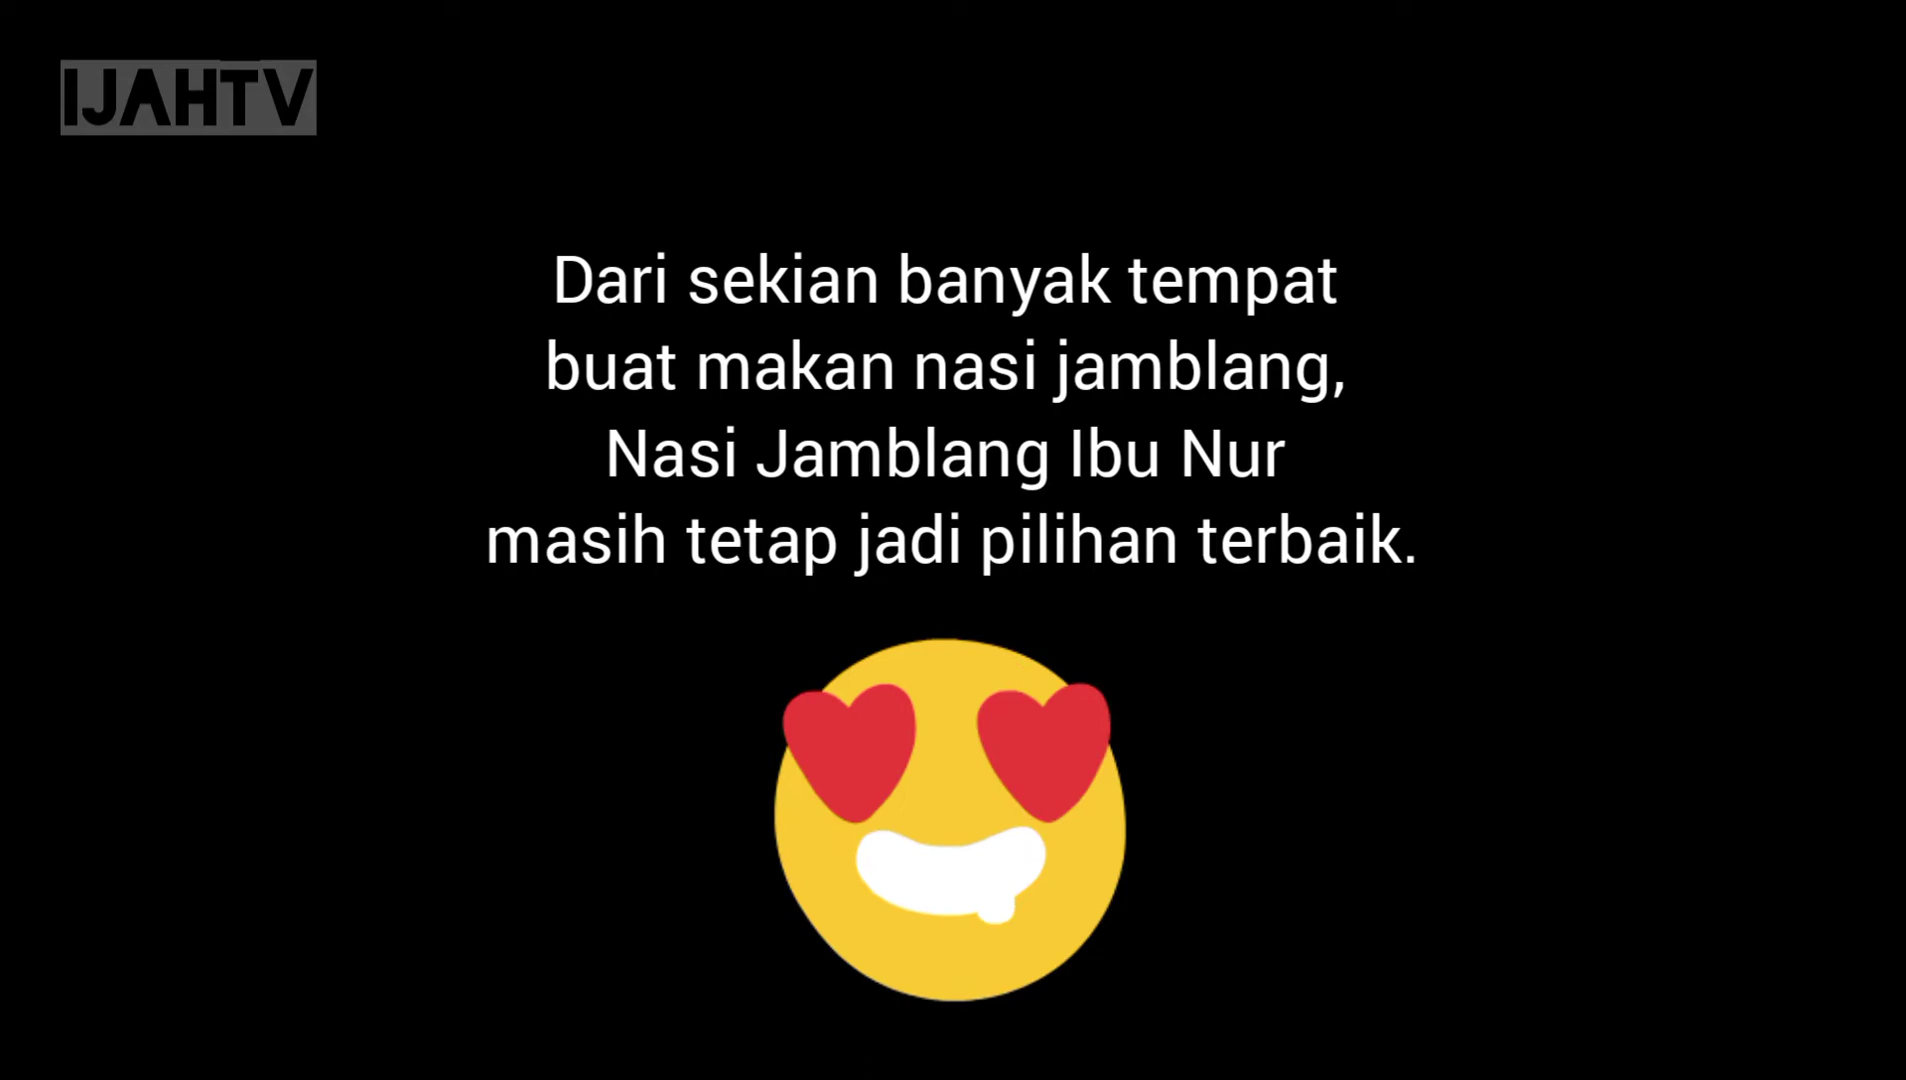 IJAHTV
Dari sekian banyak tempat
buat makan nasi jamblang,
Nasi Jamblang Ibu Nur
masih tetap jadi pilihan terbaik.